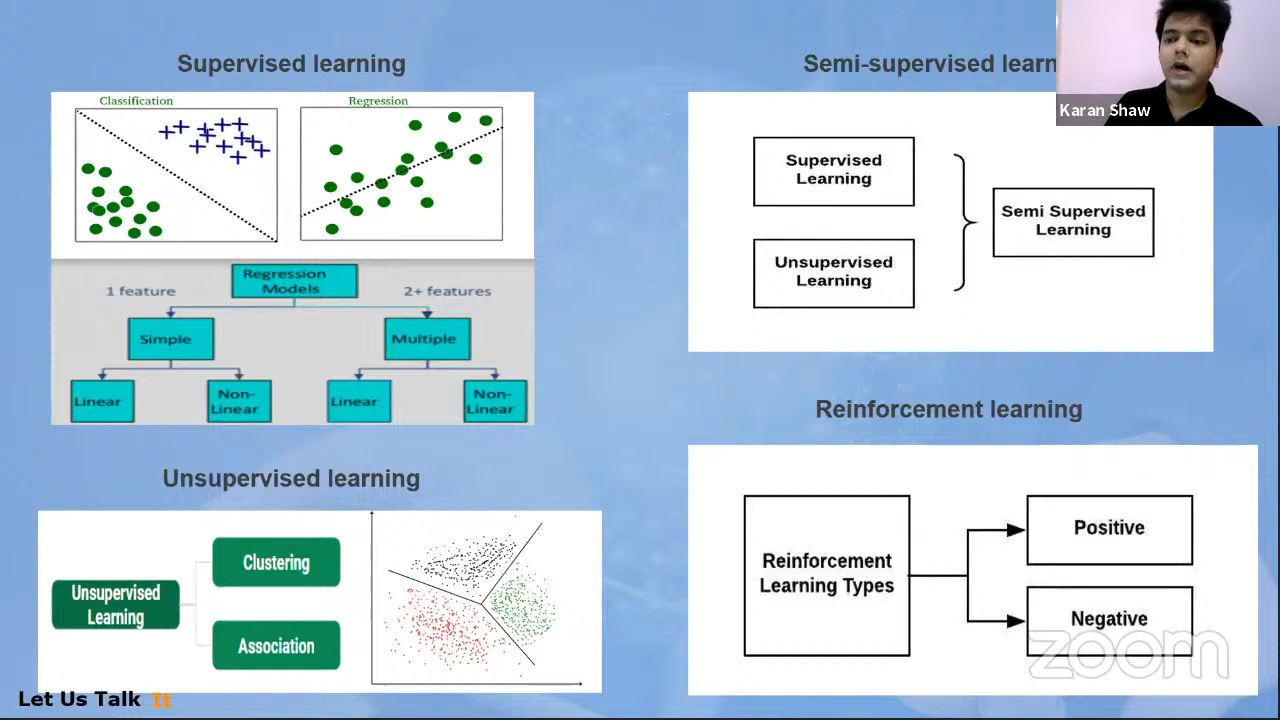 Supervised learning
Classification
Regression
Regression
Models
1 feature
2+ features
Simple
Multiple
Linear
Non-
Linear
Linear
Non-
Linear
Unsupervised learning
Unsupervised
Learning
Clustering
Association
Let Us Talk It
Semi-supervised learn
Karan Shaw
Supervised
Learning
Unsupervised
Learning
Semi Supervised
Learning
Reinforcement learning
Reinforcement
Learning Types
Positive
Negative
zoom